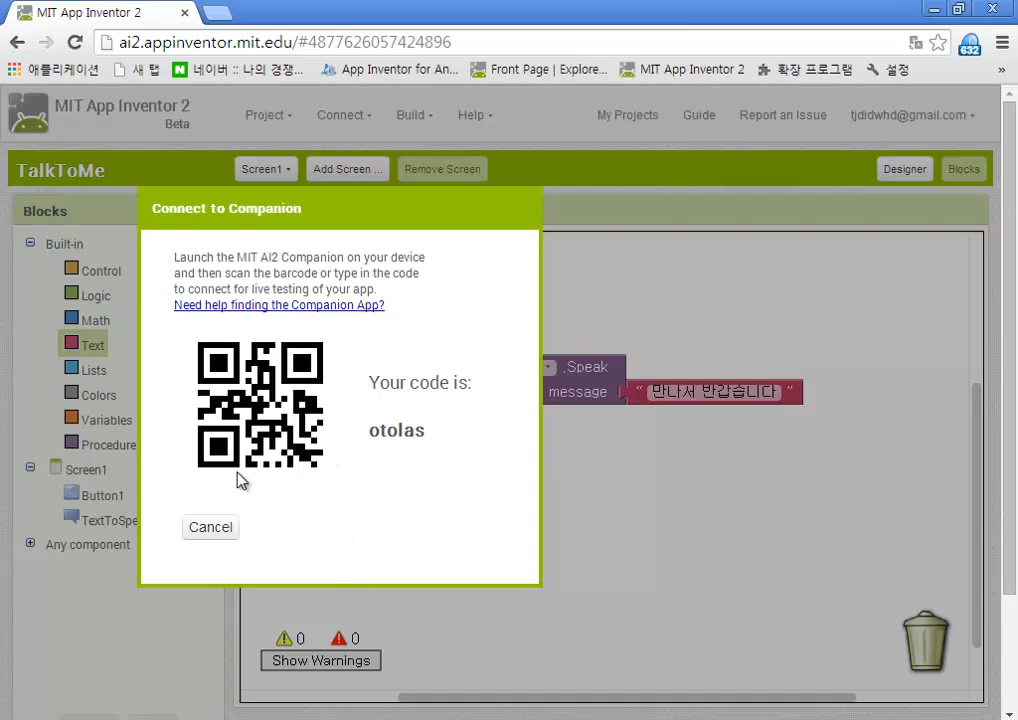 MIT App Inventor 2
ai2.appinventor.mit.edu/#4877626057424896
632
애플리케이션 새 탭 N 네이버 :: 나의 경쟁... App Inventor for An... Front Page | Explore... MIT App Inventor 2 확장 프로그램 설정 »
MIT App Inventor 2
Beta
Project Connect Build Help My Projects Guide Report an Issue tjdidwhd@gmail.com
TalkToMe Screen1 Add Screen ... Remove Screen Designer Blocks
Blocks
Connect to Companion
Built-in
Control
Logic
Math
Text
Lists
Colors
Variables
Procedure
Screen1
Button1
TextToSpe
Any component
Launch the MIT AI2 Companion on your device
and then scan the barcode or type in the code
to connect for live testing of your app.
Need help finding the Companion App?
Your code is:
otolas
Cancel
.Speak
message " 만나서 반갑습니다 "
0 0
Show Warnings